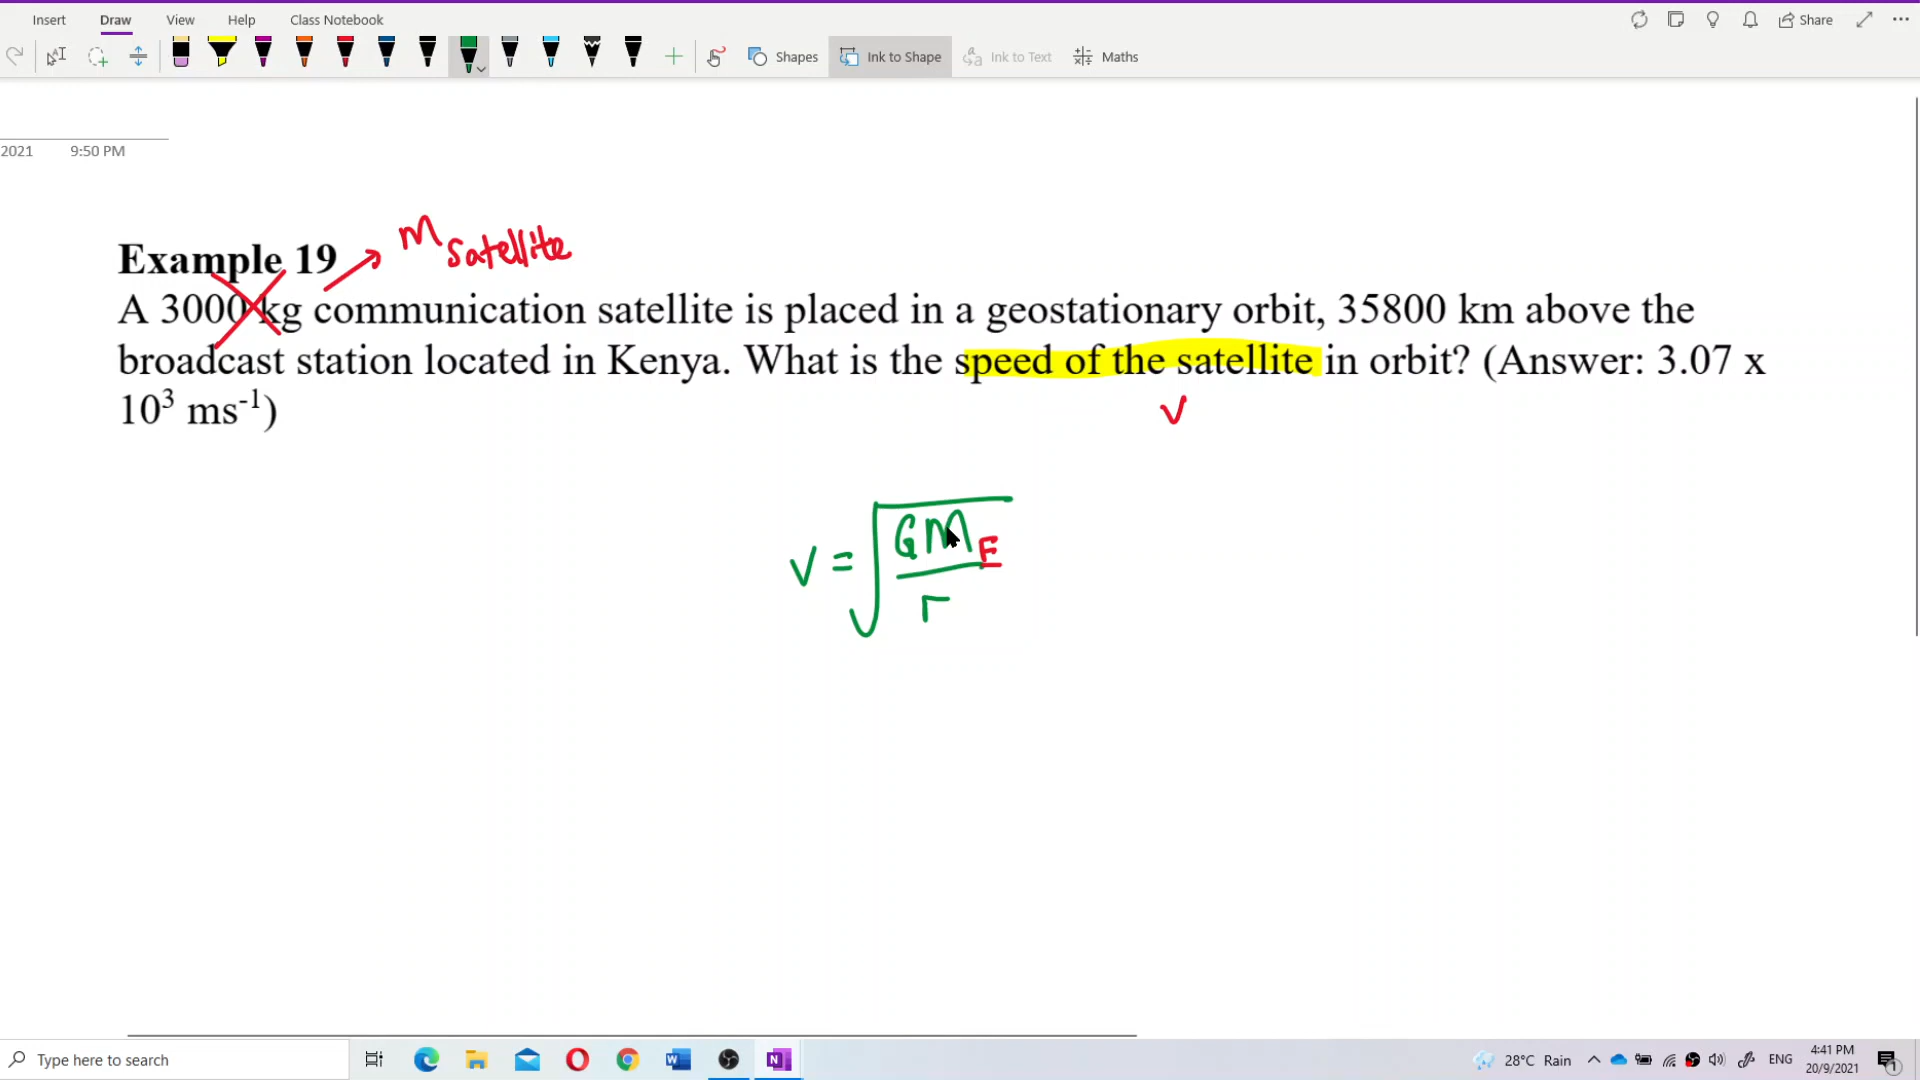 Insert Draw View Help Class Notebook Share
Shapes Ink to Shape Ink to Text Maths
2021 9:50 PM
m satellite
Example 19
A 3000 kg communication satellite is placed in a geostationary orbit, 35800 km above the
broadcast station located in Kenya. What is the speed of the satellite in orbit? (Answer: 3.07 x
10³ ms⁻¹)
v
v = √(GM_E / r)
Type here to search 28°C Rain ENG 4:41 PM
20/9/2021